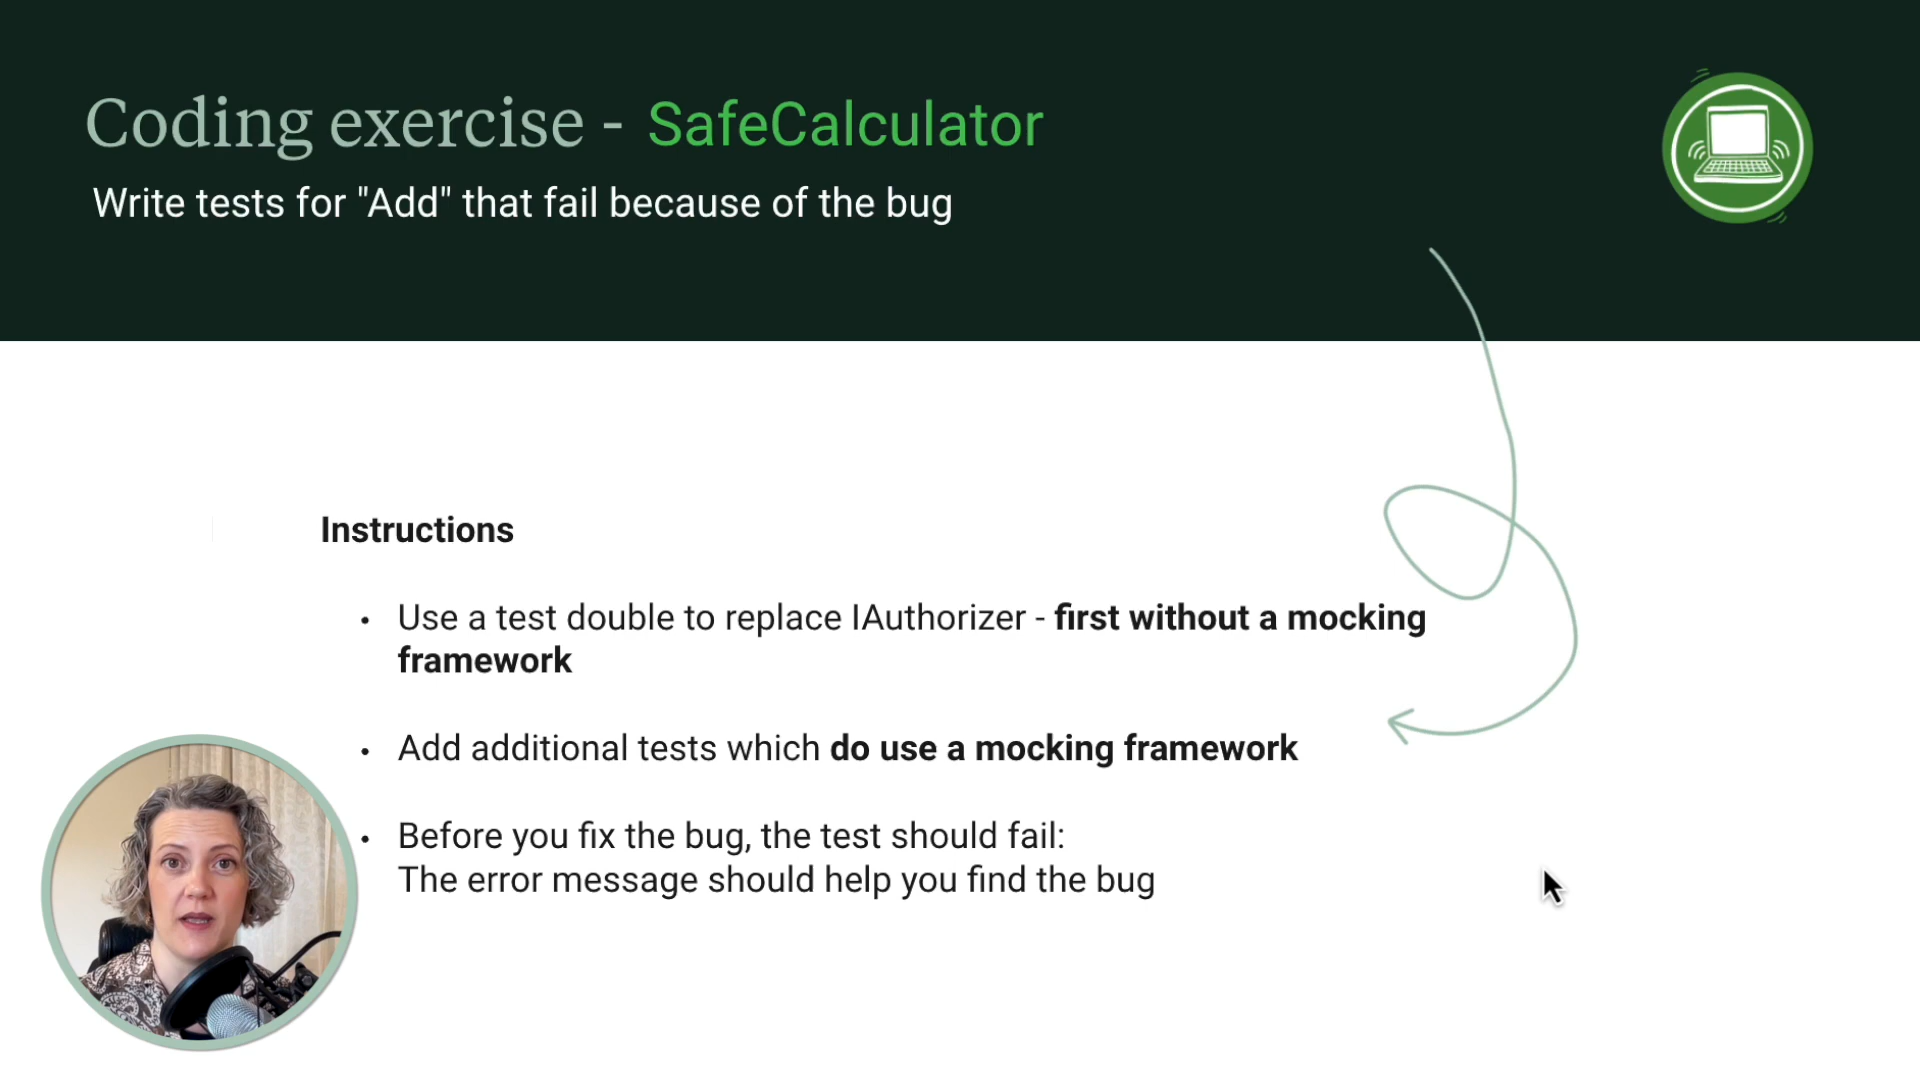 Coding exercise - SafeCalculator
Write tests for "Add" that fail because of the bug
Instructions
• Use a test double to replace IAuthorizer - first without a mocking
framework
• Add additional tests which do use a mocking framework
• Before you fix the bug, the test should fail:
The error message should help you find the bug